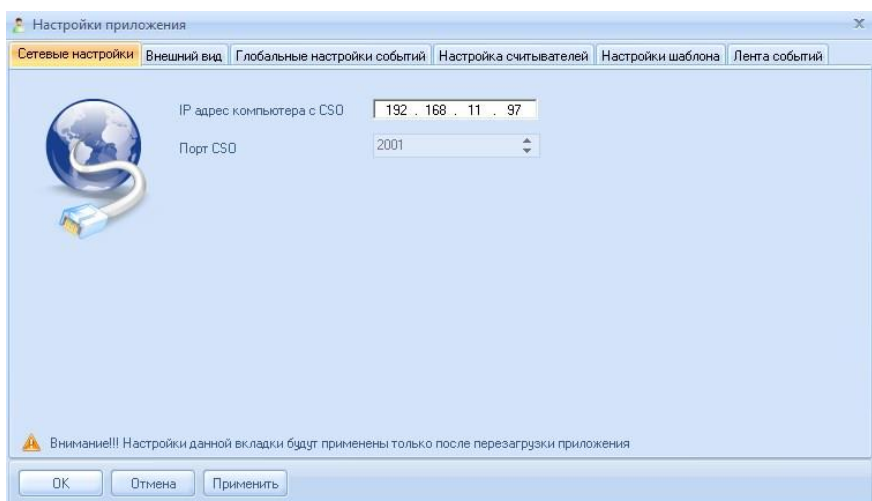 Настройки приложения
Сетевые настройки Внешний вид Глобальные настройки событий Настройка считывателей Настройки шаблона Лента событий
IP адрес компьютера с CSO 192 . 168 . 11 . 97
Порт CSO 2001
Внимание!!! Настройки данной вкладки будут применены только после перезагрузки приложения
OK Отмена Применить